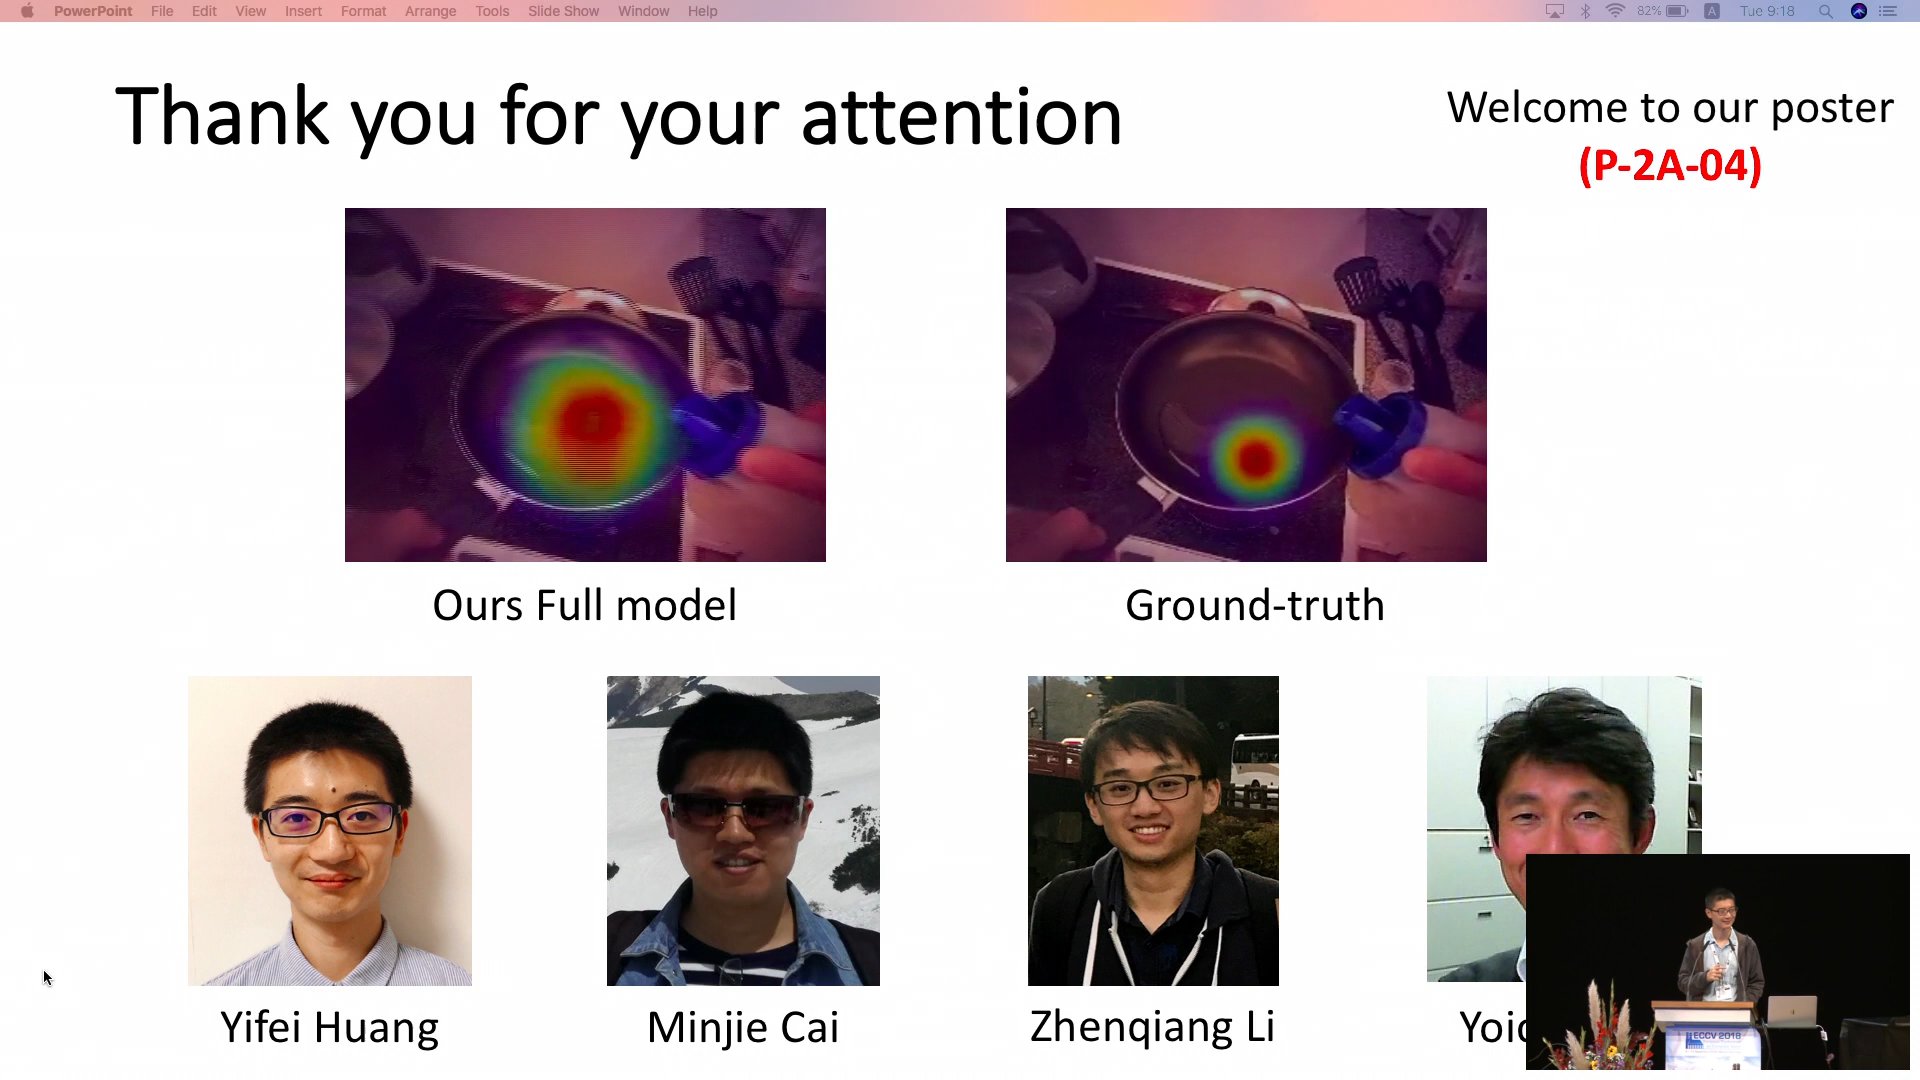 PowerPoint File Edit View Insert Format Arrange Tools Slide Show Window Help 82% A Tue 9:18
Thank you for your attention
Welcome to our poster
(P-2A-04)
Ours Full model
Ground-truth
Yifei Huang
Minjie Cai
Zhenqiang Li
ECCV 2018